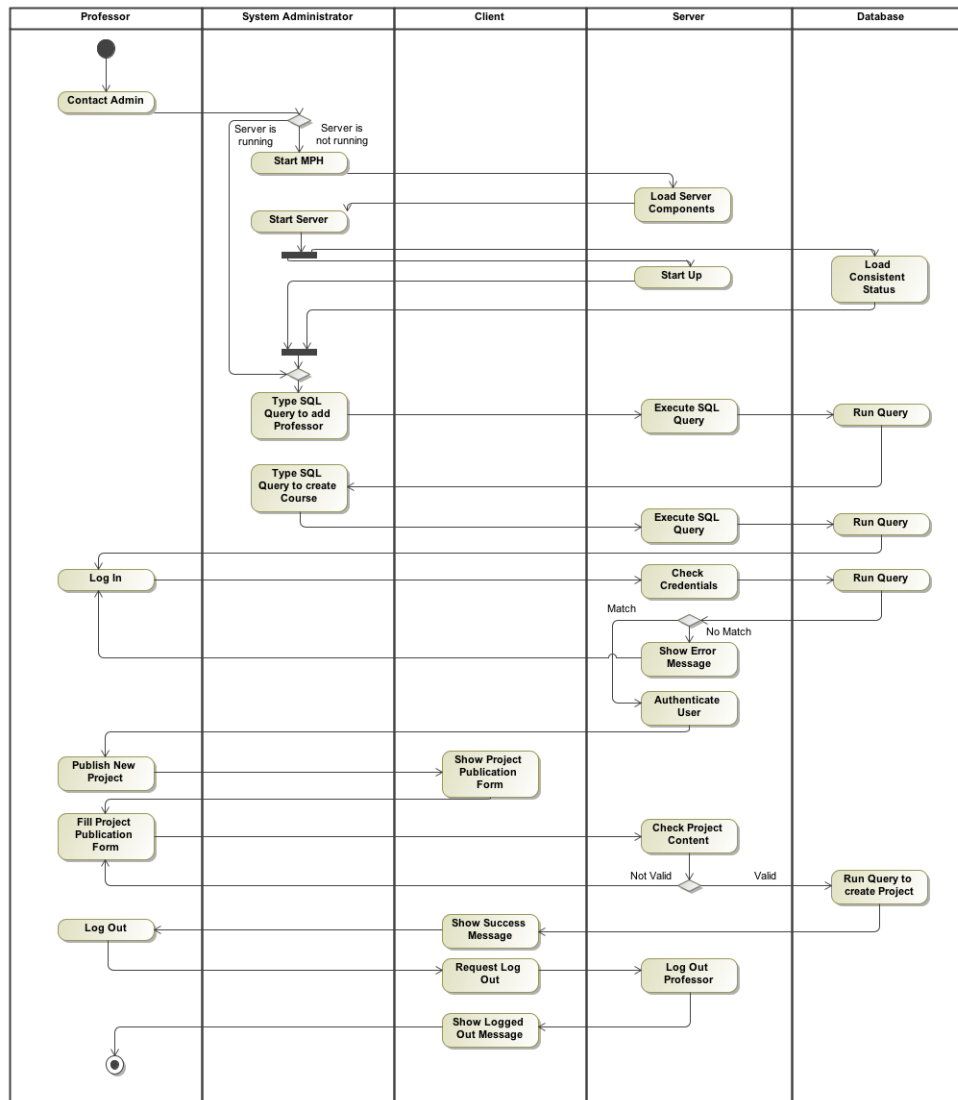 Professor
System Administrator
Client
Server
Database
Contact Admin
Server is
running
Server is
not running
Start MPH
Load Server
Components
Start Server
Load
Consistent
Status
Start Up
Type SQL
Query to add
Professor
Execute SQL
Query
Run Query
Type SQL
Query to create
Course
Execute SQL
Query
Run Query
Log In
Check
Credentials
Run Query
Match
No Match
Show Error
Message
Authenticate
User
Publish New
Project
Show Project
Publication
Form
Fill Project
Publication
Form
Check Project
Content
Not Valid
Valid
Run Query to
create Project
Log Out
Show Success
Message
Request Log
Out
Log Out
Professor
Show Logged
Out Message